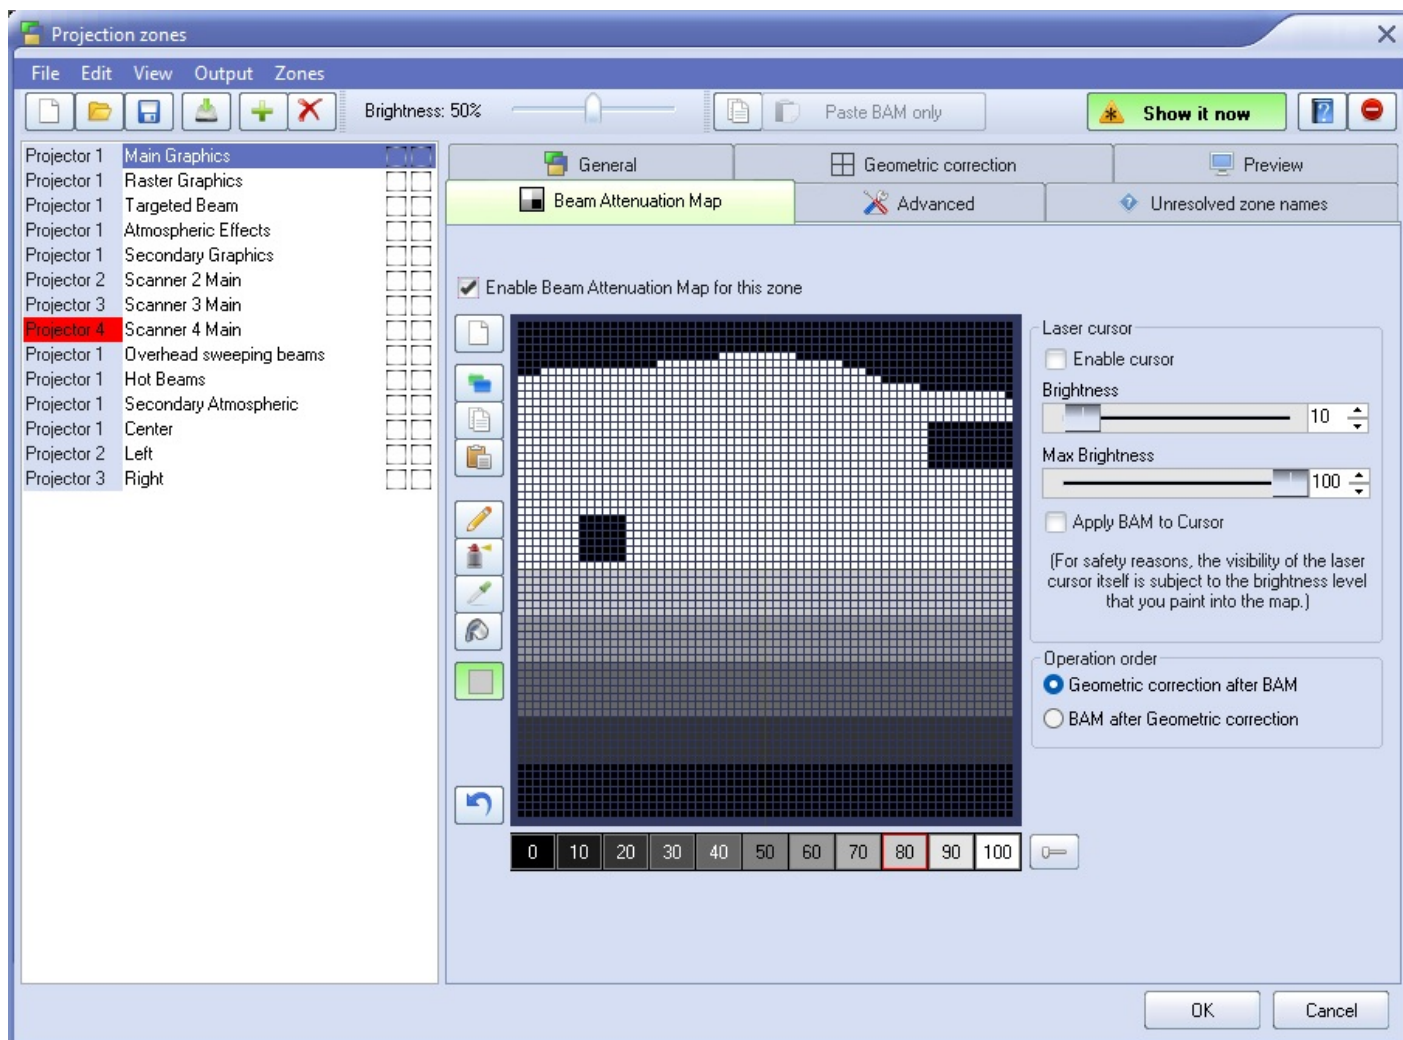 Projection zones
File Edit View Output Zones
Brightness: 50% Paste BAM only Show it now
Projector 1 Main Graphics
Projector 1 Raster Graphics
Projector 1 Targeted Beam
Projector 1 Atmospheric Effects
Projector 1 Secondary Graphics
Projector 2 Scanner 2 Main
Projector 3 Scanner 3 Main
Projector 4 Scanner 4 Main
Projector 1 Overhead sweeping beams
Projector 1 Hot Beams
Projector 1 Secondary Atmospheric
Projector 1 Center
Projector 2 Left
Projector 3 Right
General Geometric correction Preview
Beam Attenuation Map Advanced Unresolved zone names
Enable Beam Attenuation Map for this zone
Laser cursor
Enable cursor
Brightness
10
Max Brightness
100
Apply BAM to Cursor
(For safety reasons, the visibility of the laser
cursor itself is subject to the brightness level
that you paint into the map.)
Operation order
Geometric correction after BAM
BAM after Geometric correction
0 10 20 30 40 50 60 70 80 90 100
OK Cancel